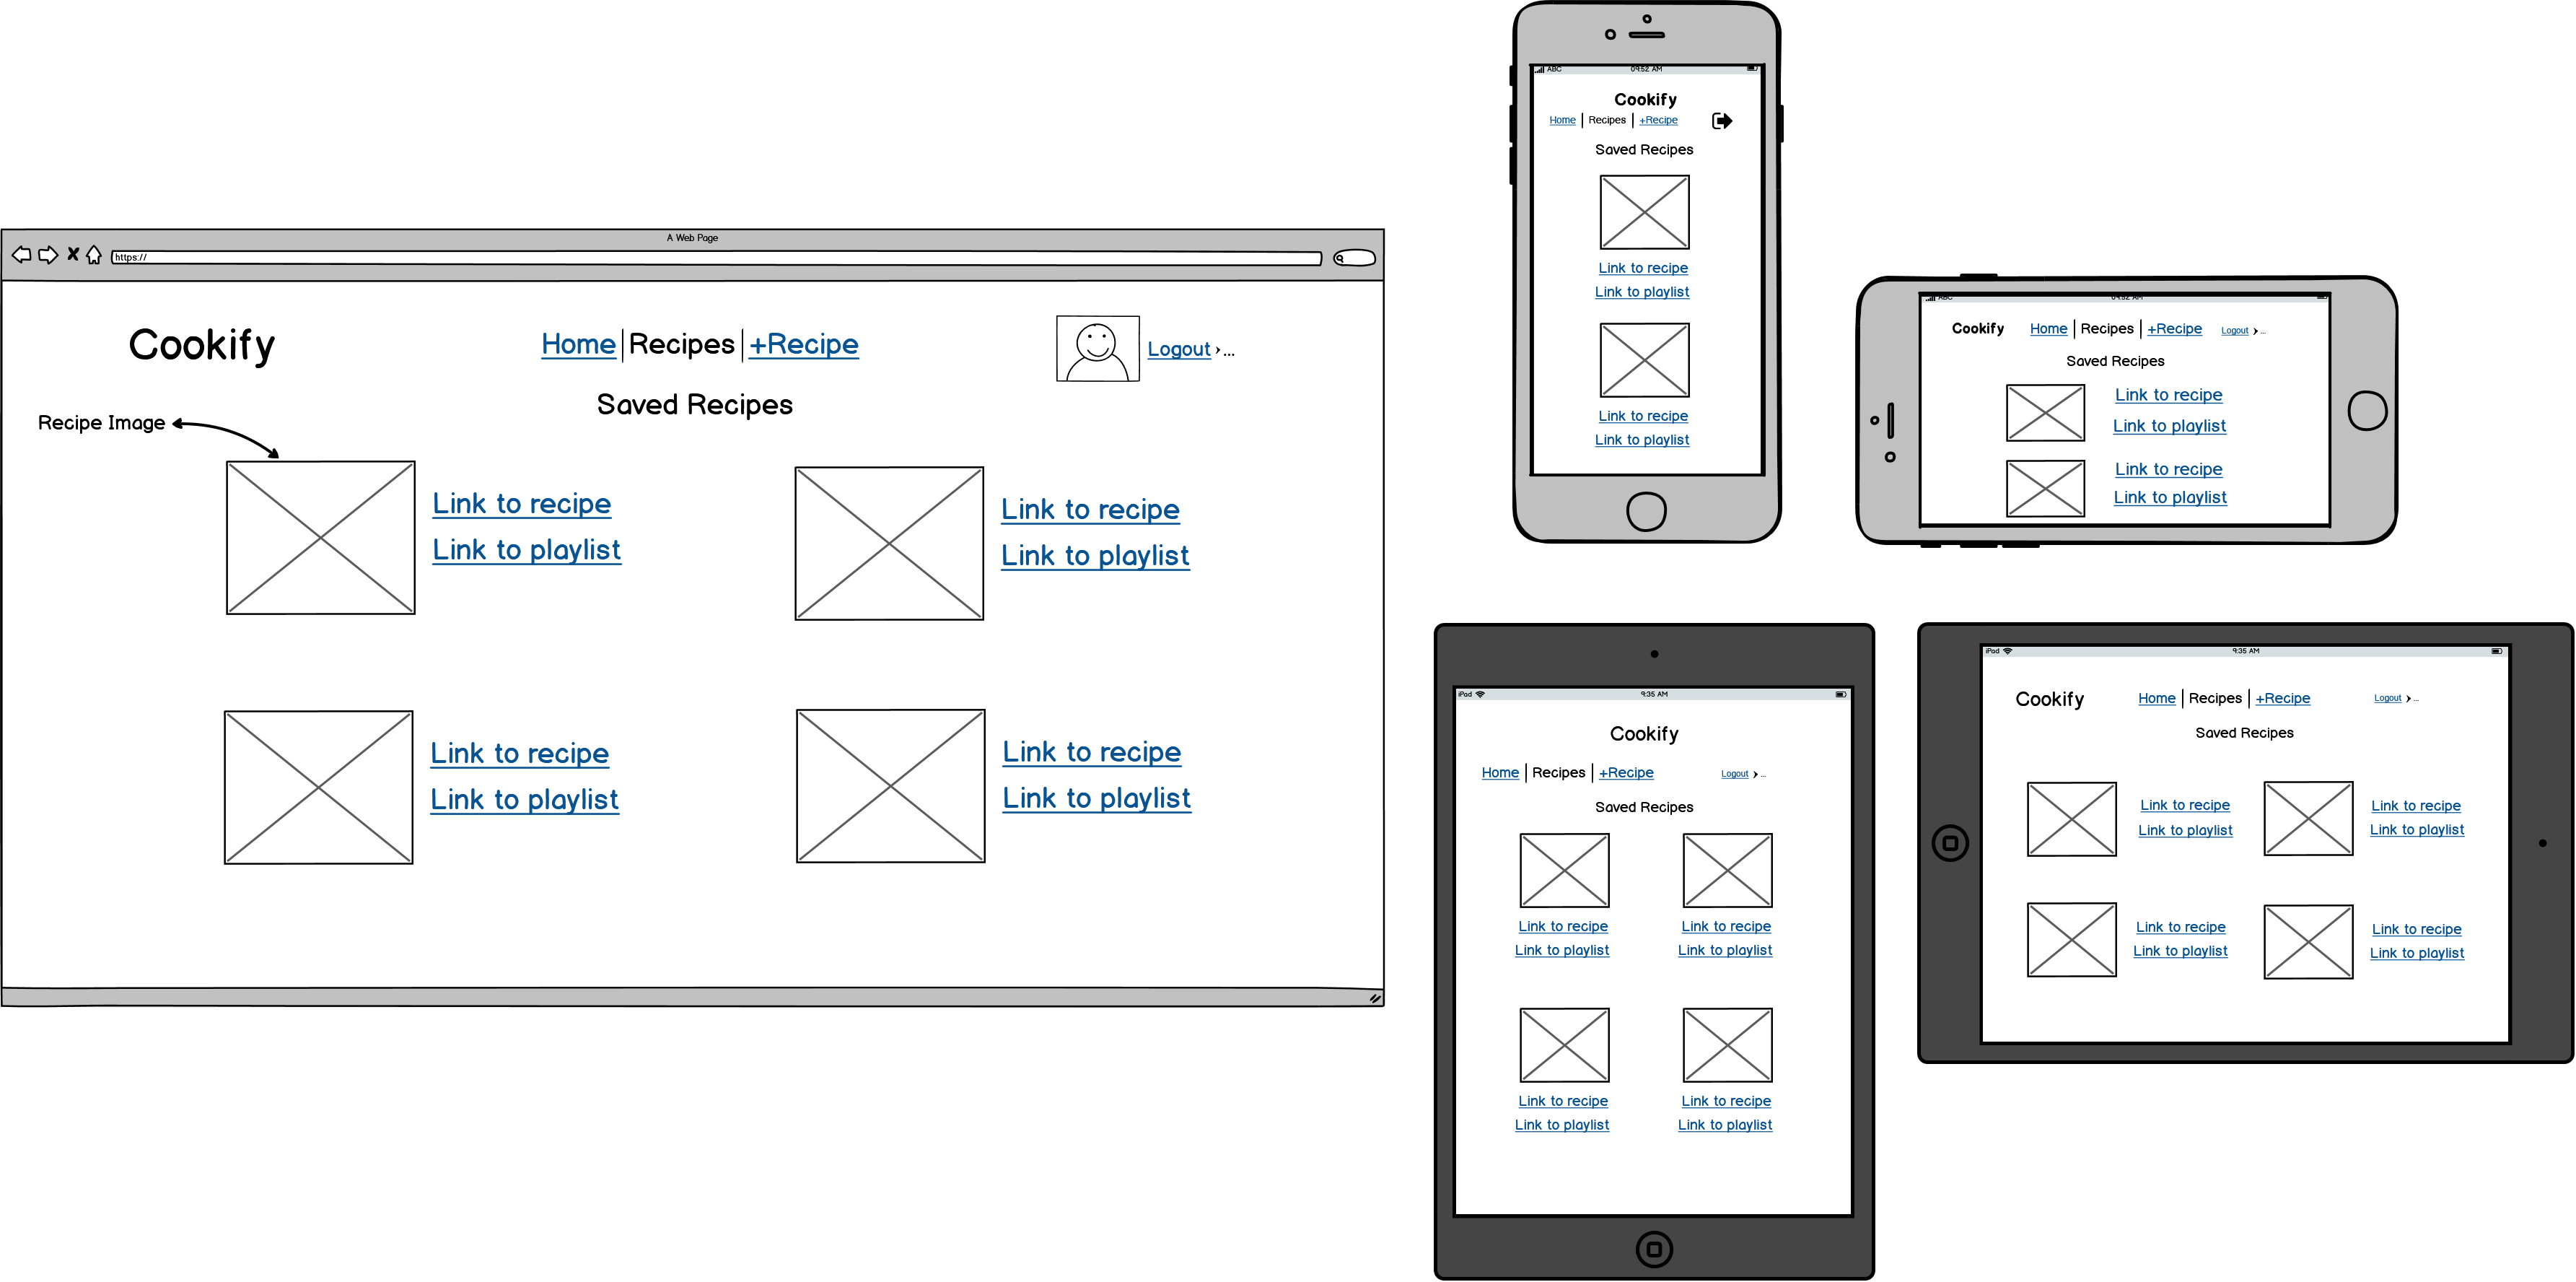 A Web Page
https://
Cookify
Home Recipes +Recipe
Logout ...
Saved Recipes
Recipe Image
Link to recipe
Link to playlist
Link to recipe
Link to playlist
Link to recipe
Link to playlist
Link to recipe
Link to playlist
ABC 09:52 AM
Cookify
Home Recipes +Recipe
Saved Recipes
Link to recipe
Link to playlist
Link to recipe
Link to playlist
ABC 09:52 AM
Cookify Home Recipes +Recipe Logout ...
Saved Recipes
Link to recipe
Link to playlist
Link to recipe
Link to playlist
iPad 9:35 AM
Cookify
Home Recipes +Recipe Logout ...
Saved Recipes
Link to recipe
Link to playlist
Link to recipe
Link to playlist
Link to recipe
Link to playlist
Link to recipe
Link to playlist
iPad 9:35 AM
Cookify Home Recipes +Recipe Logout ...
Saved Recipes
Link to recipe
Link to playlist
Link to recipe
Link to playlist
Link to recipe
Link to playlist
Link to recipe
Link to playlist